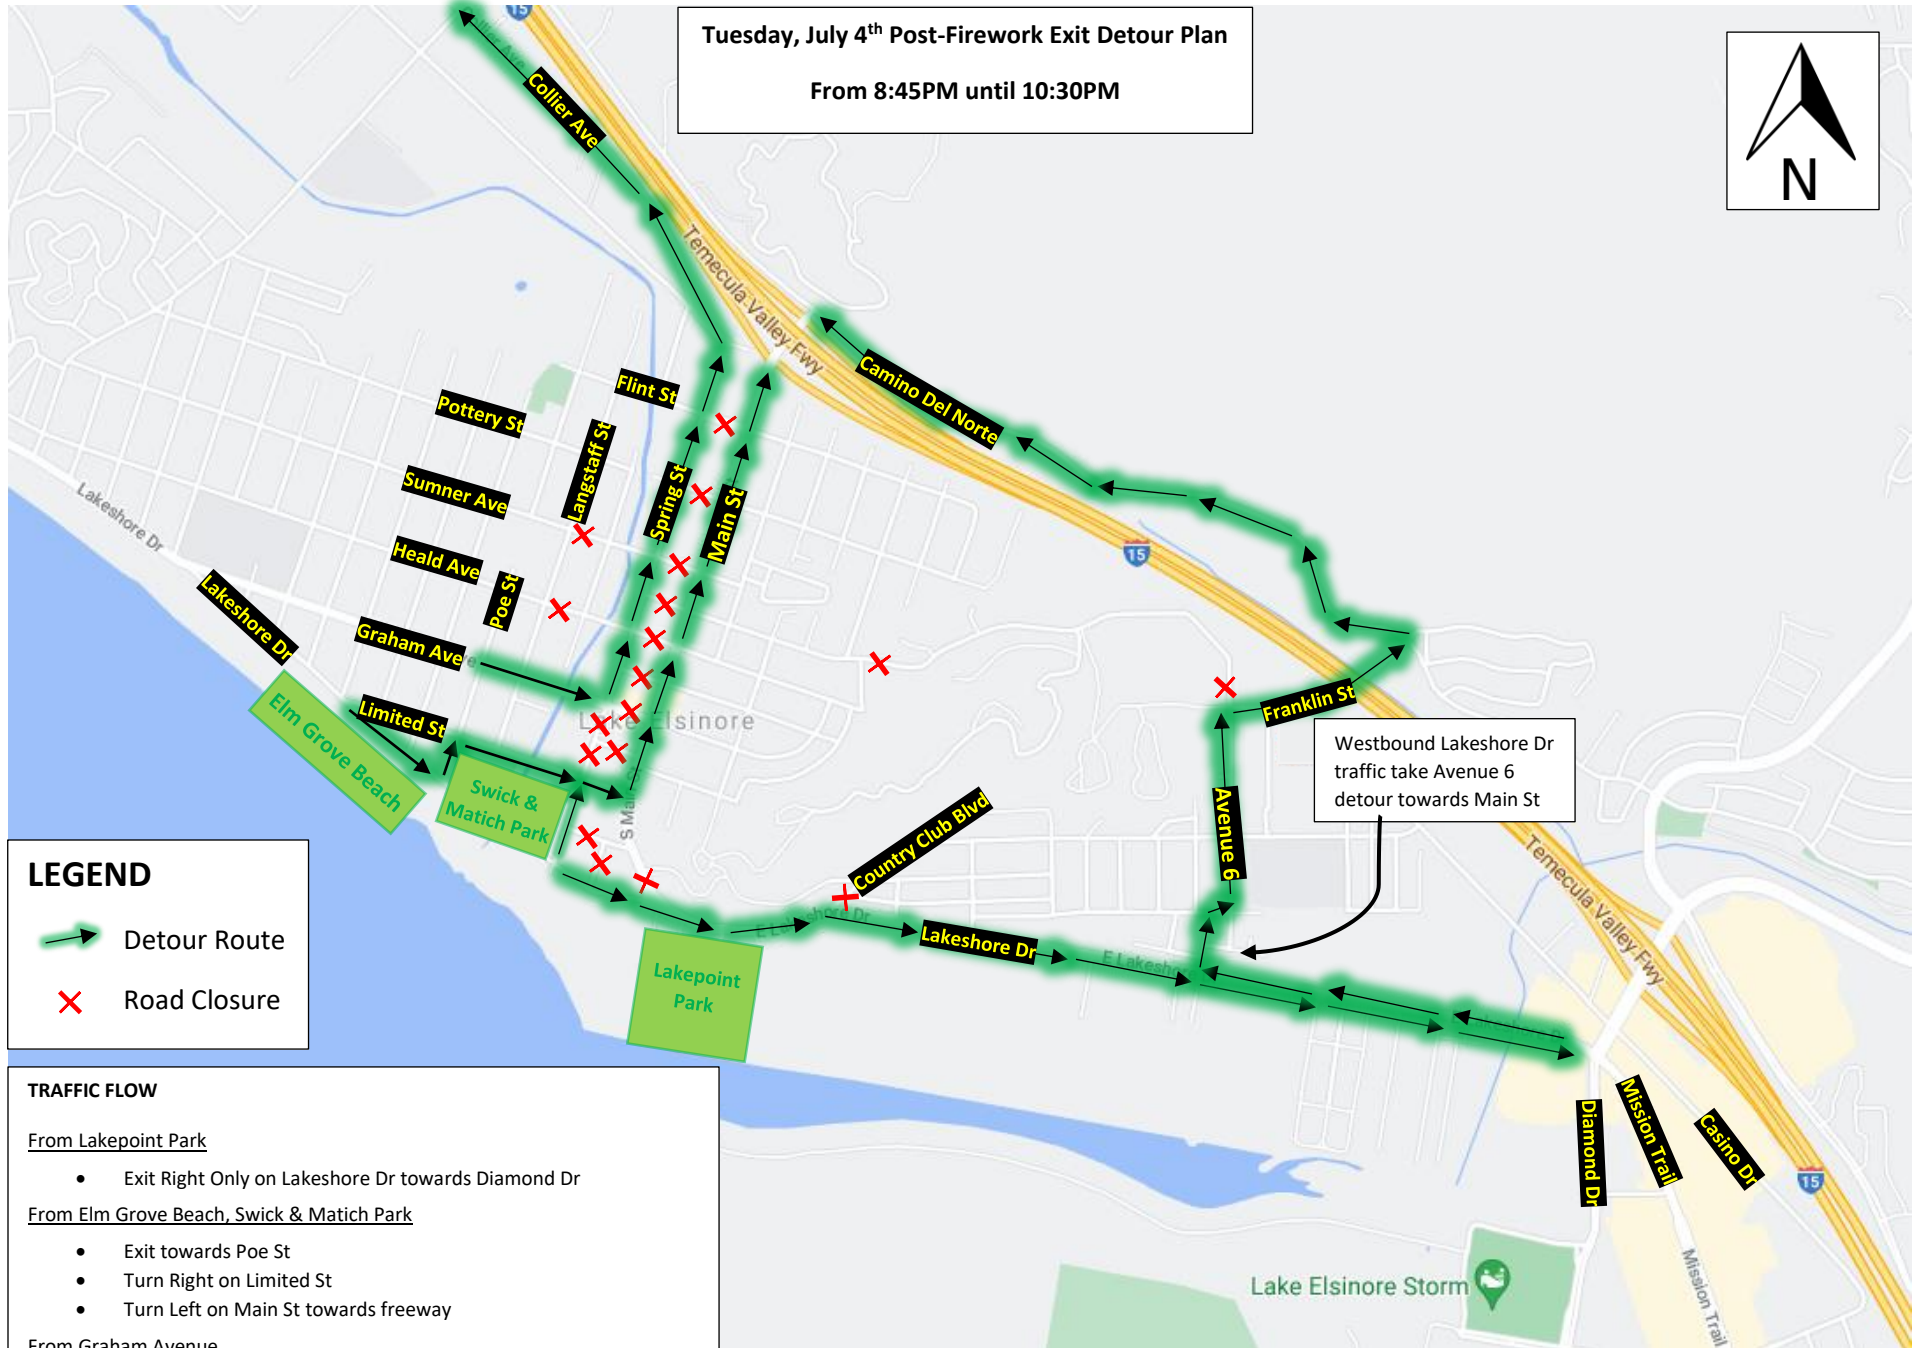 Tuesday, July 4th Post-Firework Exit Detour Plan
From 8:45PM until 10:30PM
N
15
Collier Ave
Collier Ave
Temecula Valley Fwy
Camino Del Norte
Flint St
Pottery St
Langstaff St
Sumner Ave
Spring St
Main St
Lakeshore Dr
Heald Ave
Poe St
15
Lakeshore Dr
Graham Ave
Franklin St
Limited St
Lake Elsinore
Elm Grove Beach
Westbound Lakeshore Dr
traffic take Avenue 6
detour towards Main St
Swick &
Matich Park
S Main St
Country Club Blvd
Avenue 6
Temecula Valley Fwy
E Lakeshore Dr
Lakeshore Dr
E Lakeshore
Lakeshore Dr
Lakepoint
Park
LEGEND
Detour Route
Road Closure
Diamond Dr
Mission Trail
Casino Dr
15
Mission Trail
Lake Elsinore Storm
TRAFFIC FLOW
From Lakepoint Park
• Exit Right Only on Lakeshore Dr towards Diamond Dr
From Elm Grove Beach, Swick & Matich Park
• Exit towards Poe St
• Turn Right on Limited St
• Turn Left on Main St towards freeway
From Graham Avenue